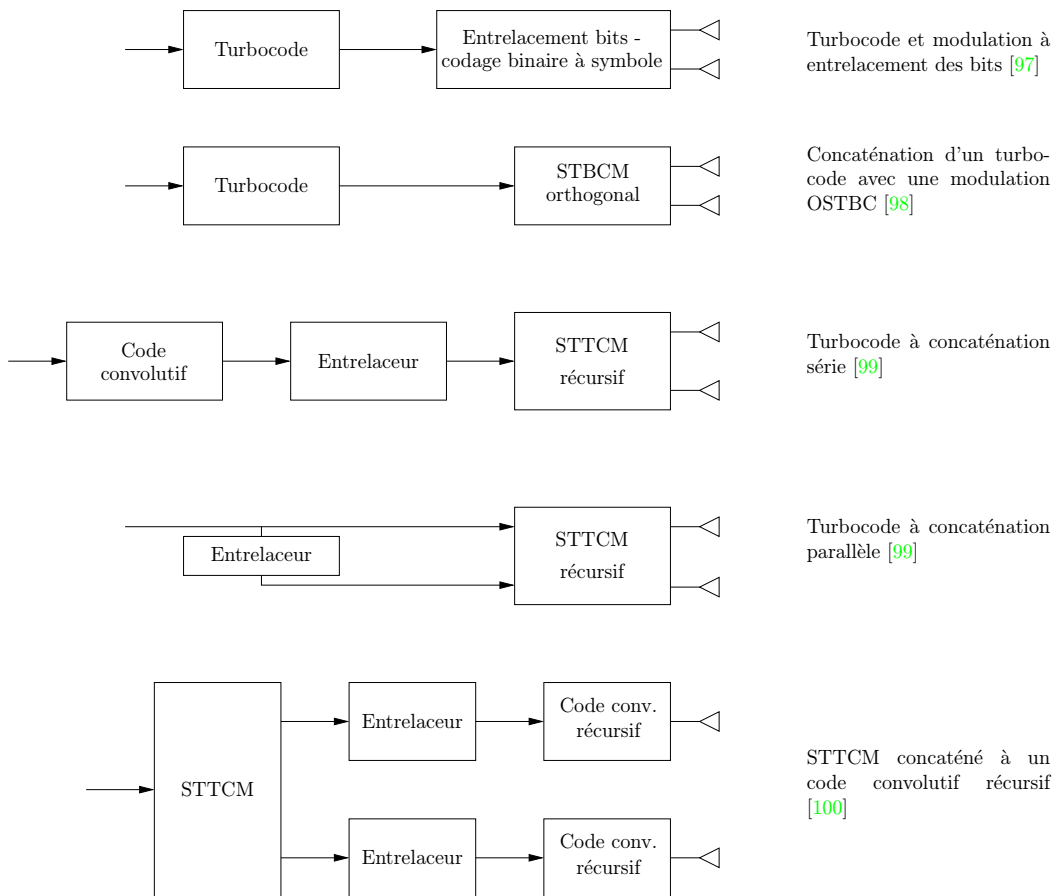 Turbocode
Entrelacement bits -
codage binaire à symbole
Turbocode et modulation à
entrelacement des bits [97]
Turbocode
STBCM
orthogonal
Concaténation d'un turbo-
code avec une modulation
OSTBC [98]
Code
convolutif
Entrelaceur
STTCM
récursif
Turbocode à concaténation
série [99]
Entrelaceur
STTCM
récursif
Turbocode à concaténation
parallèle [99]
STTCM
Entrelaceur
Code conv.
récursif
Entrelaceur
Code conv.
récursif
STTCM concaténé à un
code convolutif récursif
[100]